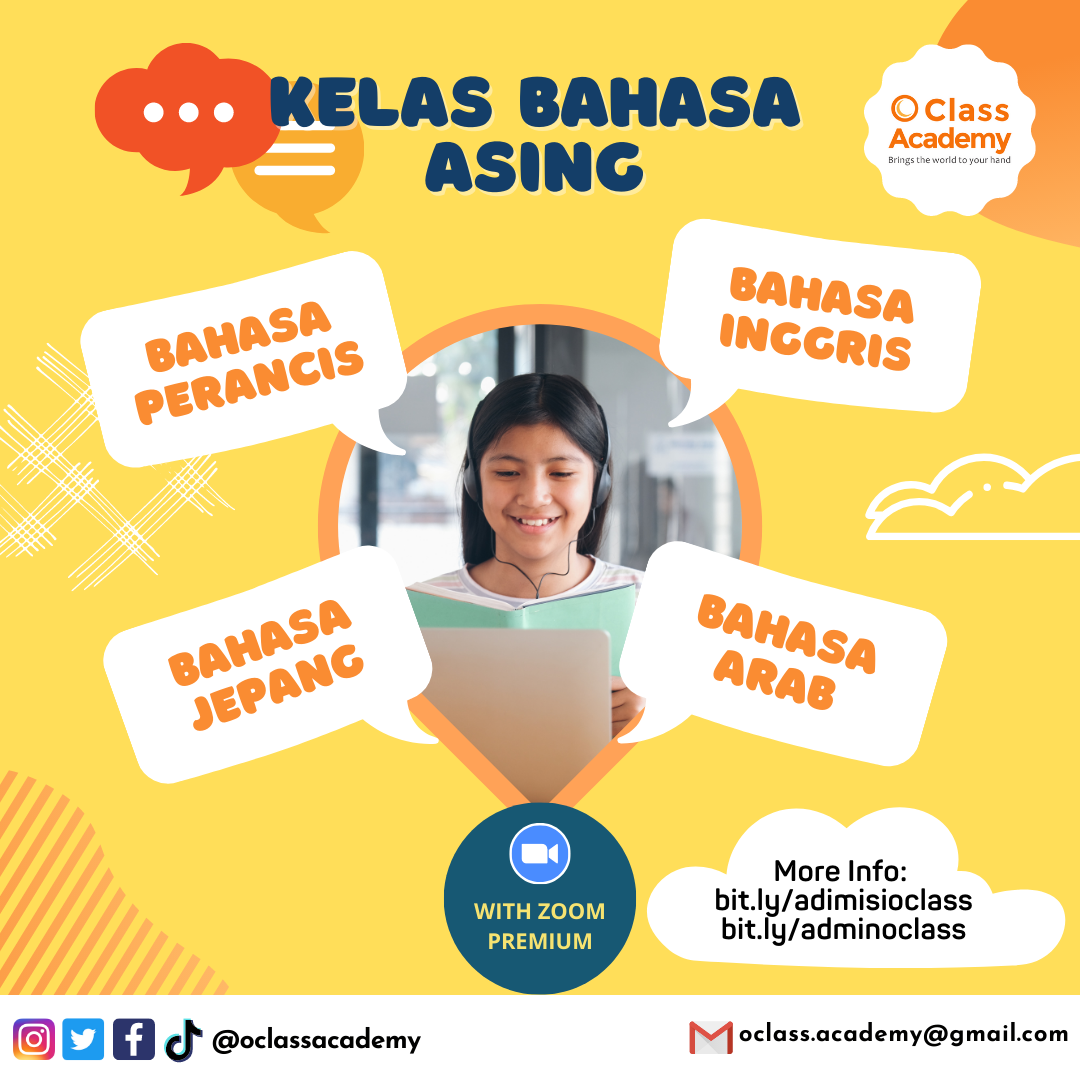 KELAS BAHASA
ASING
O Class
Academy
Brings the world to your hand
BAHASA
PERANCIS
BAHASA
INGGRIS
BAHASA
JEPANG
BAHASA
ARAB
WITH ZOOM
PREMIUM
More Info:
bit.ly/adimisioclass
bit.ly/adminoclass
@oclassacademy
oclass.academy@gmail.com